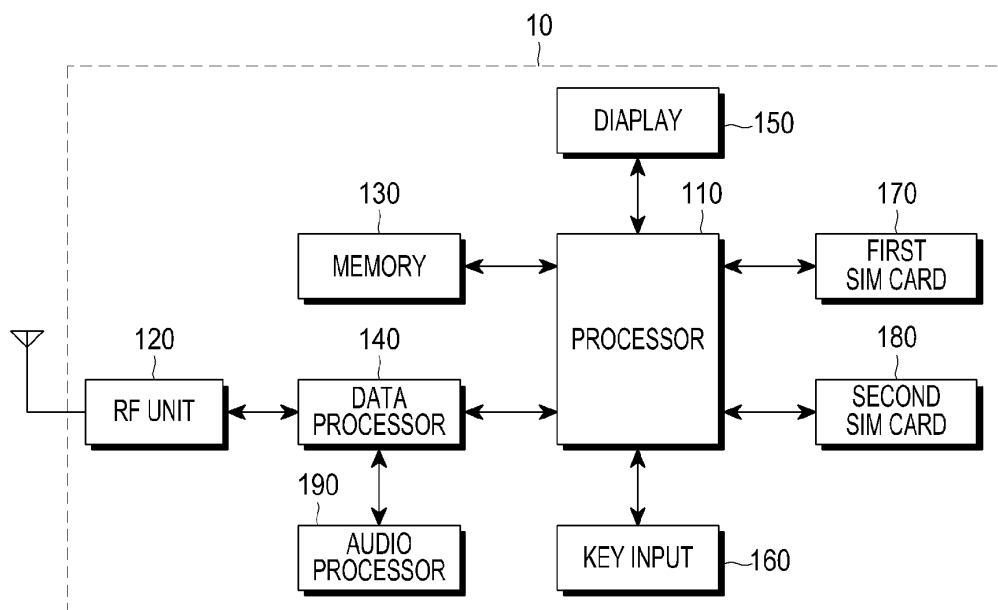 10
DIAPLAY
150
130
110
170
MEMORY
FIRST
SIM CARD
PROCESSOR
120
140
180
RF UNIT
DATA
PROCESSOR
SECOND
SIM CARD
190
AUDIO
PROCESSOR
KEY INPUT
160